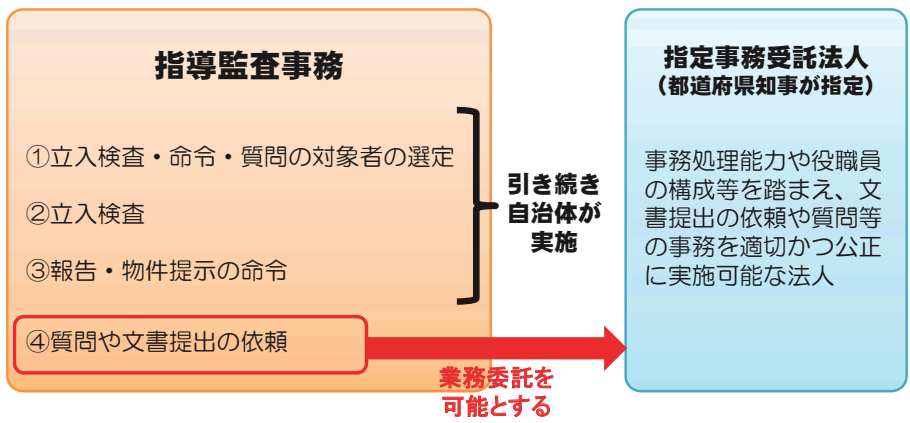 指導監査事務
①立入検査・命令・質問の対象者の選定
②立入検査
③報告・物件提示の命令
④質問や文書提出の依頼
引き続き
自治体が
実施
業務委託を
可能とする
指定事務受託法人
（都道府県知事が指定）
事務処理能力や役職員
の構成等を踏まえ、文
書提出の依頼や質問等
の事務を適切かつ公正
に実施可能な法人